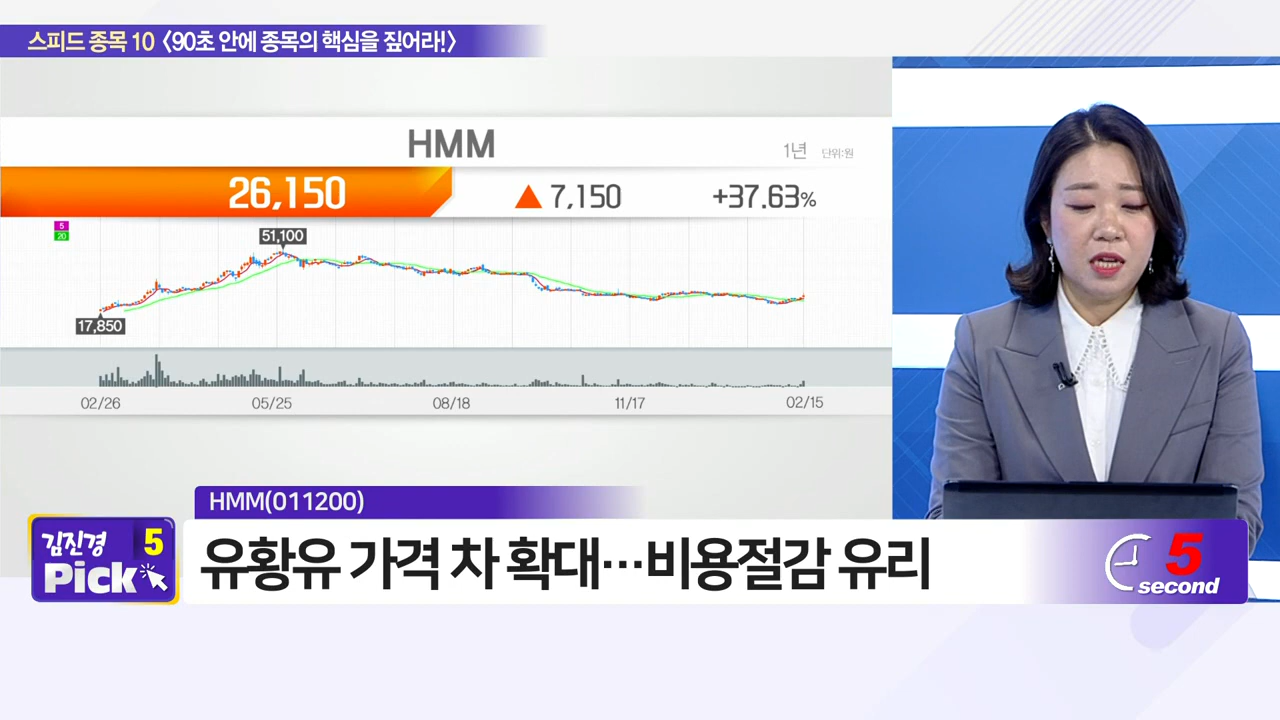 스피드 종목 10 〈90초 안에 종목의 핵심을 짚어라!〉
HMM
1년 단위:원
26,150 ▲ 7,150 +37.63%
5
20
51,100
17,850
02/26 05/25 08/18 11/17 02/15
HMM(011200)
김진경 5
Pick
유황유 가격 차 확대…비용절감 유리
5
second